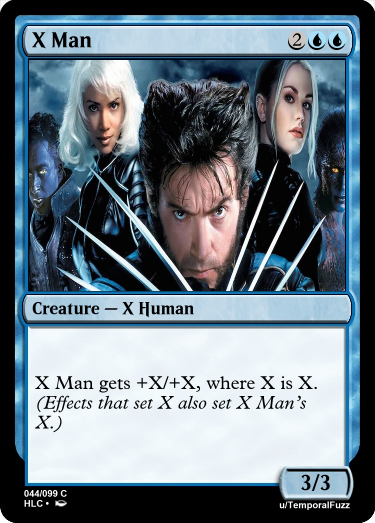 X Man 2
Creature — X Human
X Man gets +X/+X, where X is X.
(Effects that set X also set X Man's
X.)
3/3
044/099 C
HLC •
u/TemporalFuzz